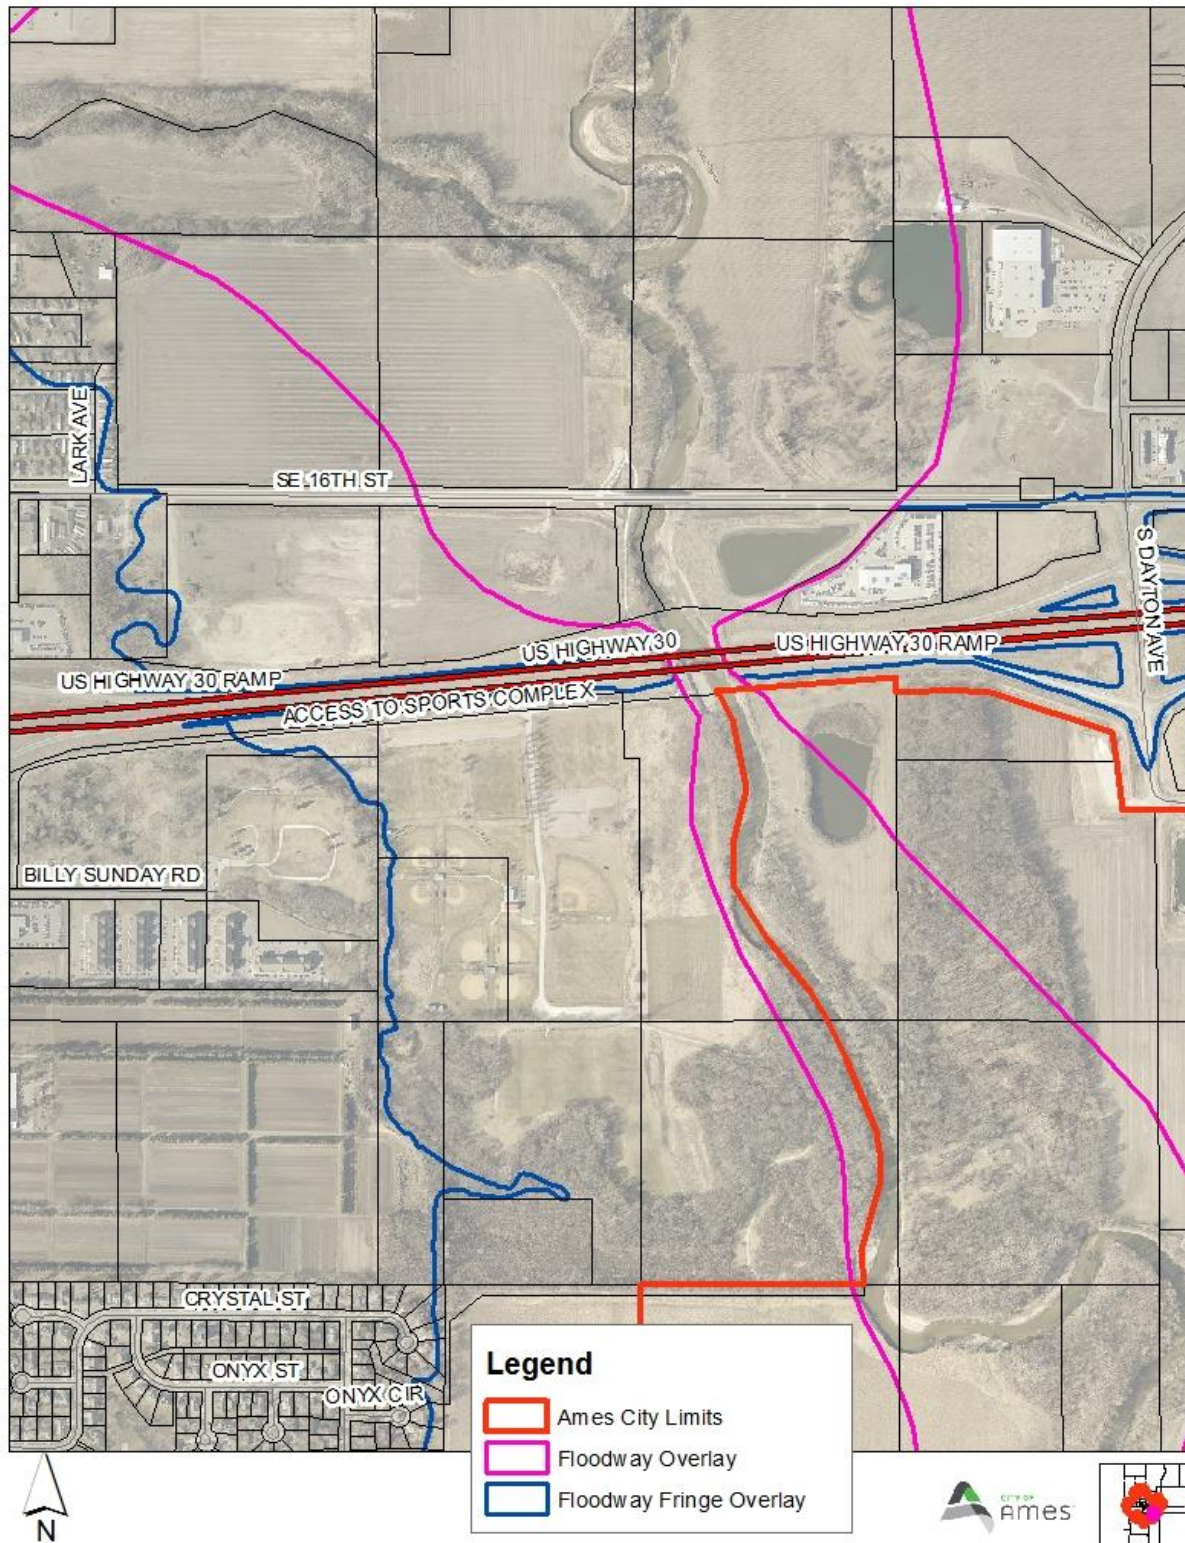 LARK AVE
SE 16TH ST
S DAYTON AVE
US HIGHWAY 30
US HIGHWAY 30 RAMP
US HIGHWAY 30 RAMP
ACCESS TO SPORTS COMPLEX
BILLY SUNDAY RD
CRYSTAL ST
ONYX ST
ONYX CIR
Legend
Ames City Limits
Floodway Overlay
Floodway Fringe Overlay
N
CITY OF
Ames